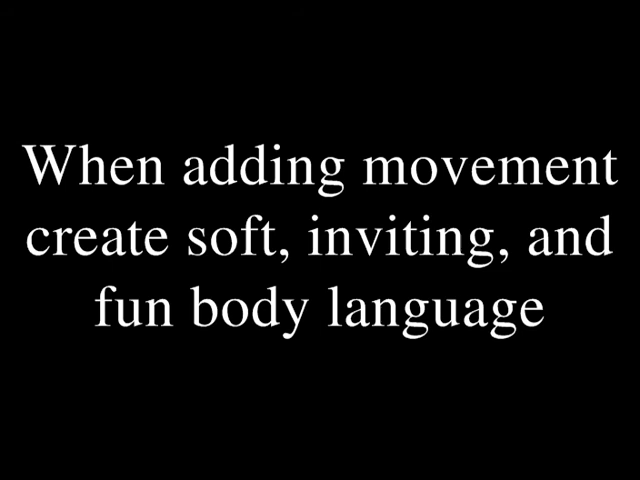 When adding movement
create soft, inviting, and
fun body language